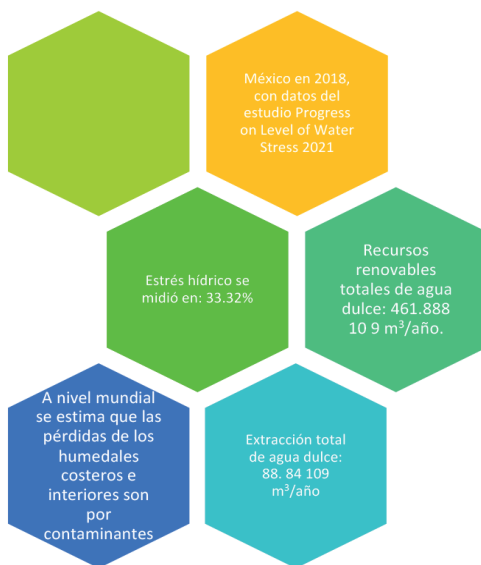 México en 2018,
con datos del
estudio Progress
on Level of Water
Stress 2021
Estrés hídrico se
midió en: 33.32%
Recursos
renovables
totales de agua
dulce: 461.888
10 9 m³/año.
A nivel mundial
se estima que las
pérdidas de los
humedales
costeros e
interiores son
por
contaminantes
Extracción total
de agua dulce:
88. 84 109
m³/año